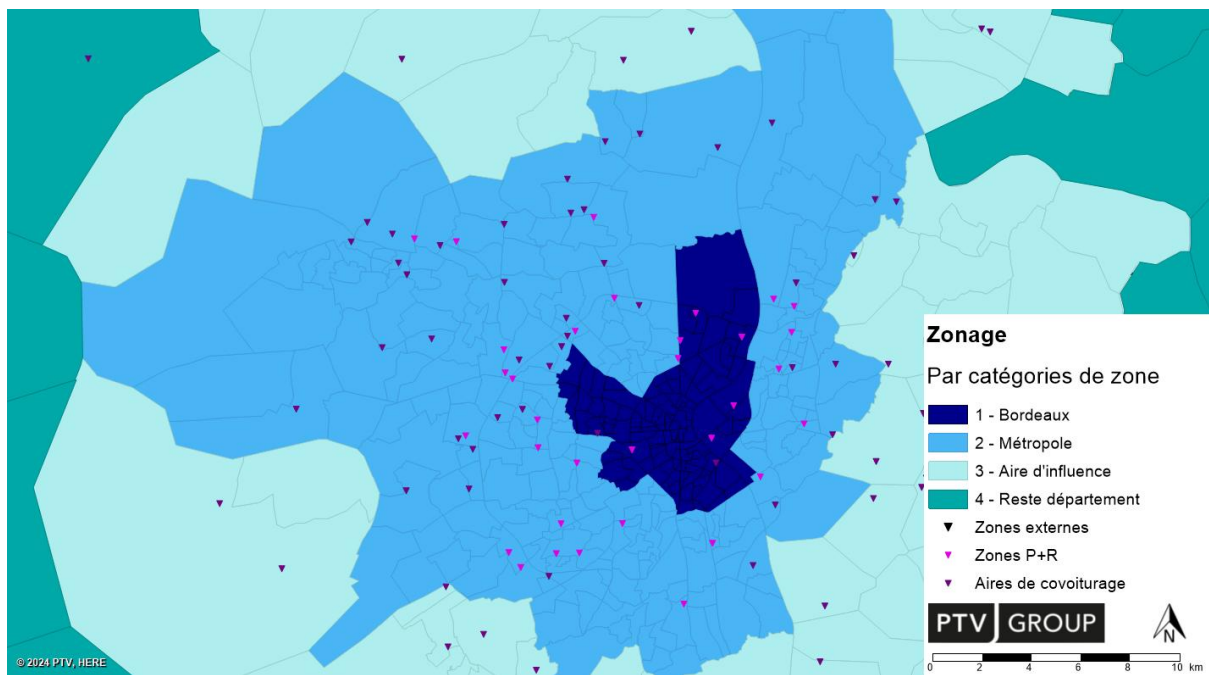 Zonage
Par catégories de zone
1 - Bordeaux
2 - Métropole
3 - Aire d'influence
4 - Reste département
Zones externes
Zones P+R
Aires de covoiturage
PTV GROUP
N
0 2 4 6 8 10 km
© 2024 PTV, HERE